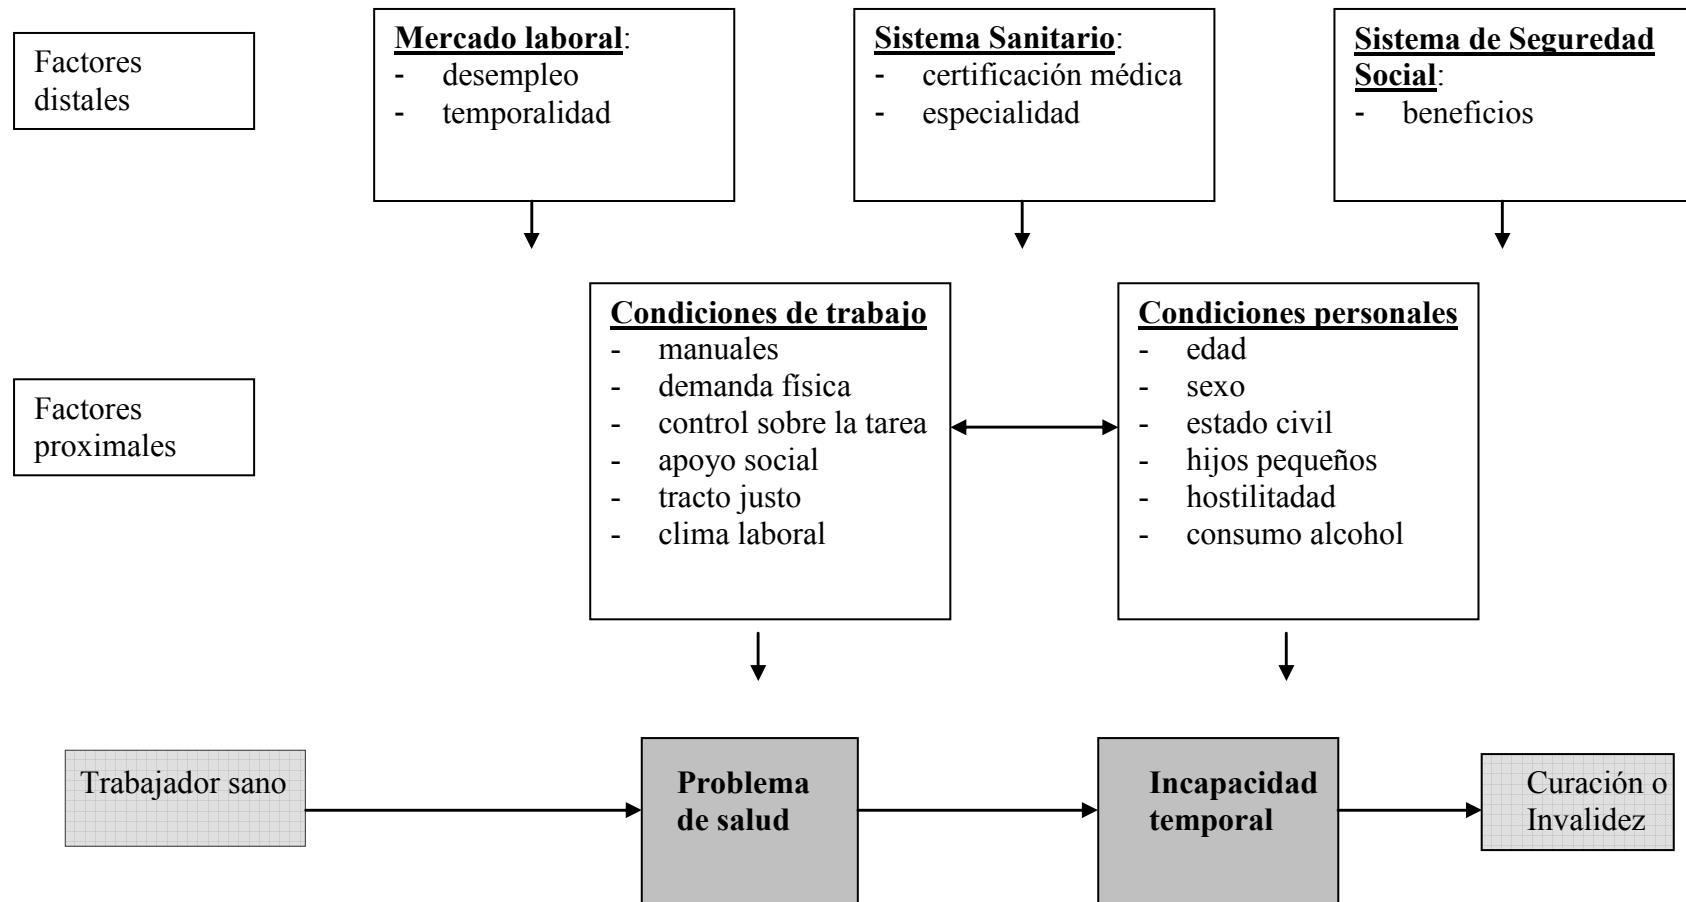 Factores
distales
Mercado laboral:
- desempleo
- temporalidad
Sistema Sanitario:
- certificación médica
- especialidad
Sistema de Seguredad
Social:
- beneficios
Factores
proximales
Condiciones de trabajo
- manuales
- demanda física
- control sobre la tarea
- apoyo social
- tracto justo
- clima laboral
Condiciones personales
- edad
- sexo
- estado civil
- hijos pequeños
- hostilitadad
- consumo alcohol
Trabajador sano
Problema
de salud
Incapacidad
temporal
Curación o
Invalidez